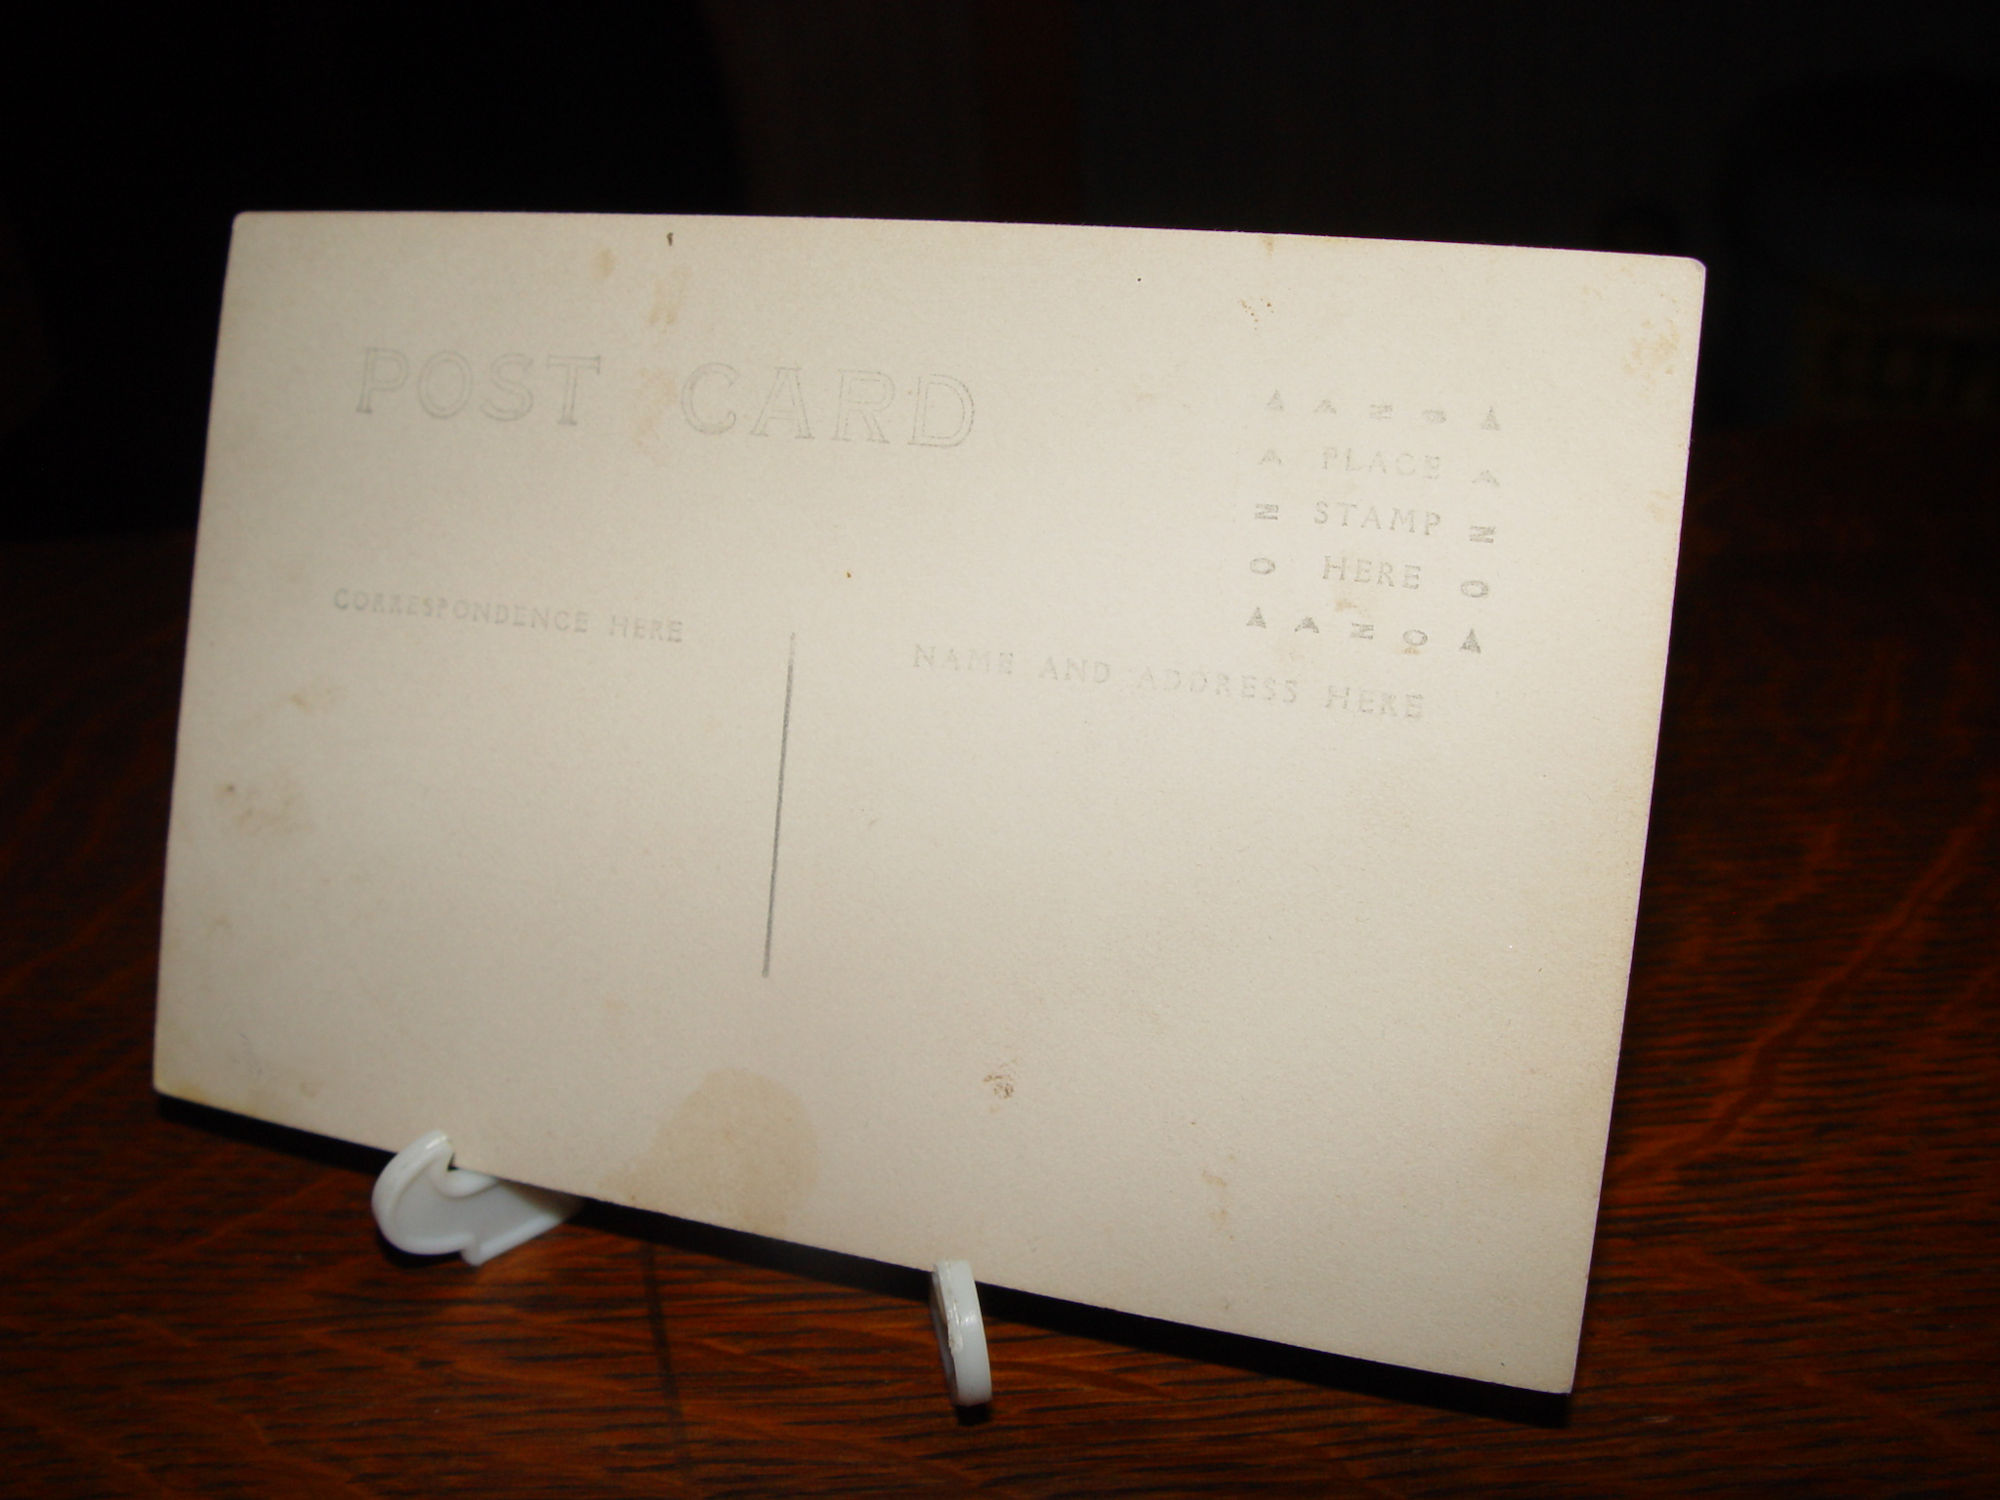 POST CARD
A Z O
PLACE
STAMP
HERE
A Z O
A Z O
A Z O
CORRESPONDENCE HERE
NAME AND ADDRESS HERE